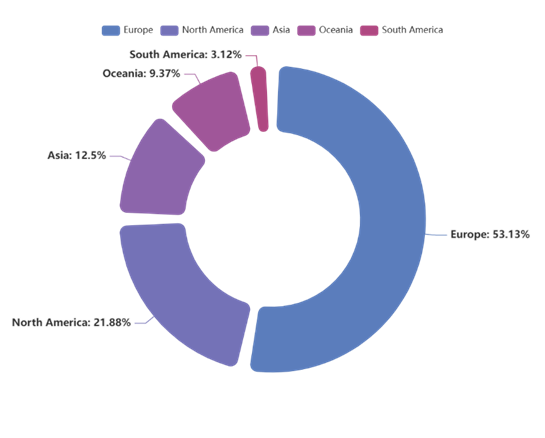 Europe North America Asia Oceania South America
South America: 3.12%
Oceania: 9.37%
Asia: 12.5%
Europe: 53.13%
North America: 21.88%